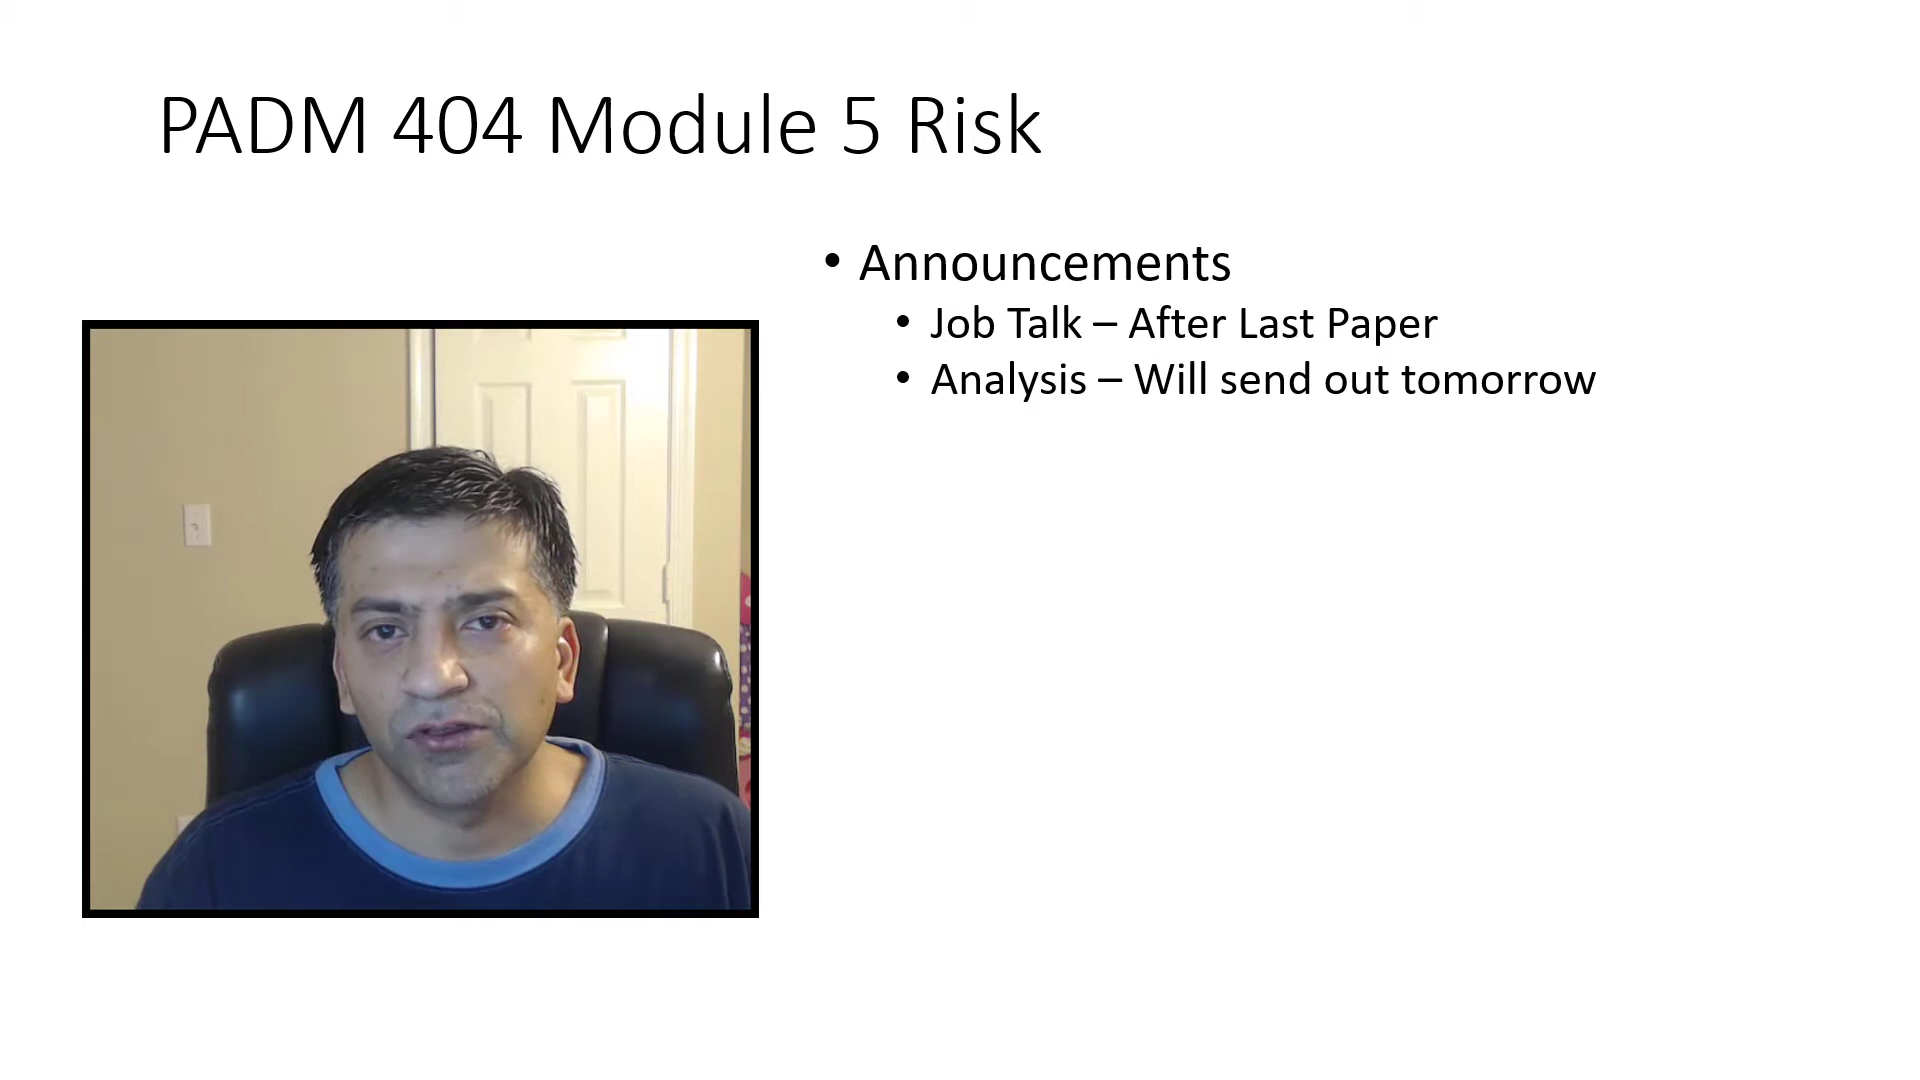 PADM 404 Module 5 Risk
• Announcements
• Job Talk – After Last Paper
• Analysis – Will send out tomorrow